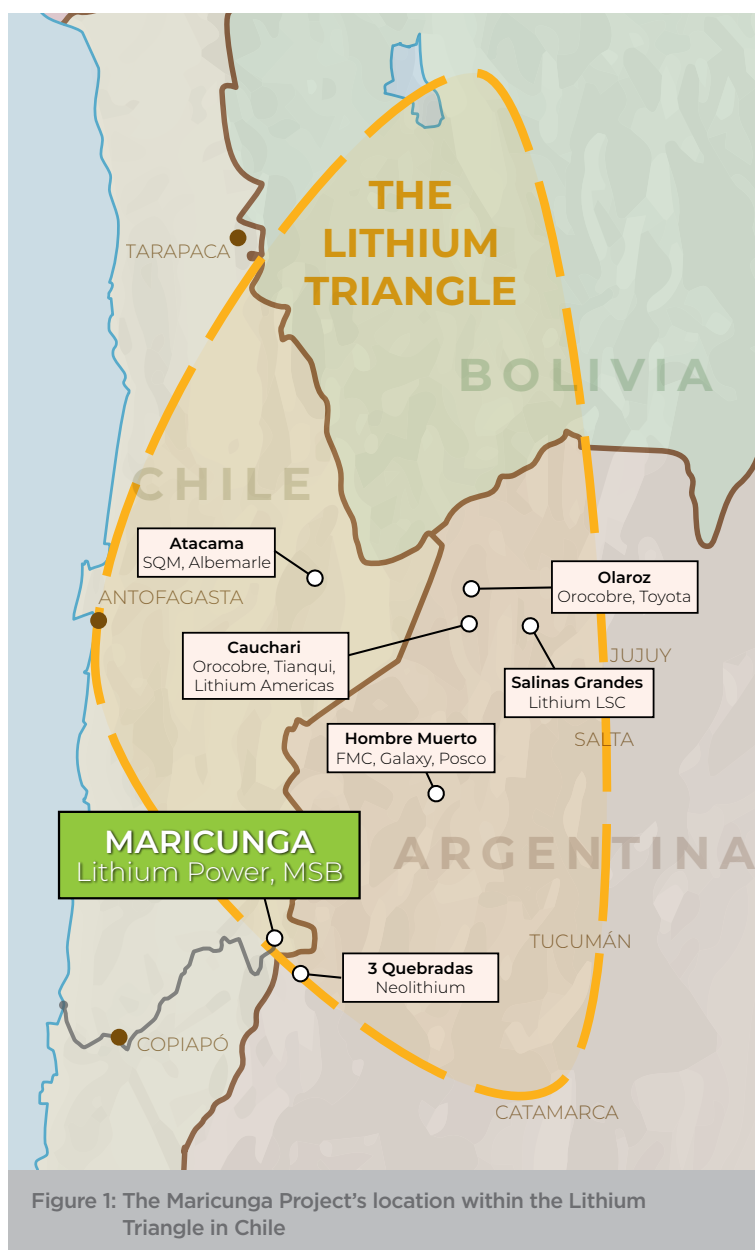 THE
LITHIUM
TRIANGLE
TARAPACA
BOLIVIA
CHILE
Atacama
SQM, Albemarle
ANTOFAGASTA
Olaroz
Orocobre, Toyota
Cauchari
Orocobre, Tianqui,
Lithium Americas
JUJUY
Salinas Grandes
Lithium LSC
SALTA
Hombre Muerto
FMC, Galaxy, Posco
MARICUNGA
Lithium Power, MSB
ARGENTINA
TUCUMÁN
3 Quebradas
Neolithium
COPIAPÓ
CATAMARCA
Figure 1: The Maricunga Project's location within the Lithium
Triangle in Chile